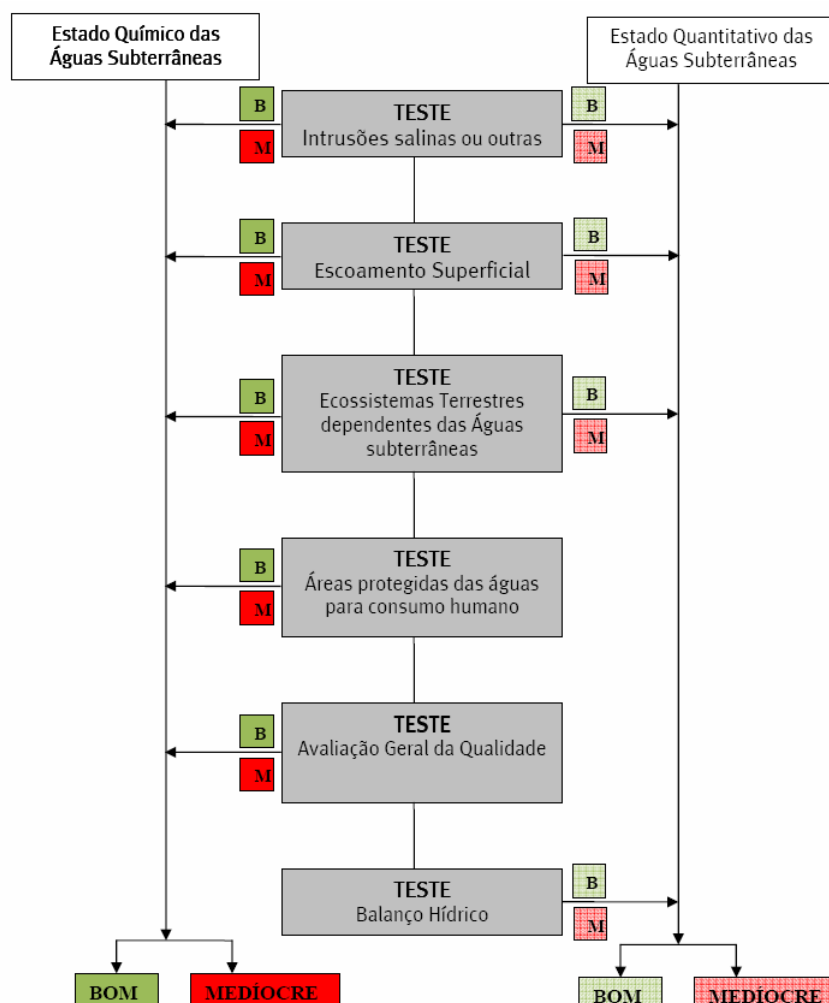 Estado Químico das
Águas Subterrâneas
Estado Quantitativo das
Águas Subterrâneas
B
M
TESTE
Intrusões salinas ou outras
B
M
B
M
TESTE
Escoamento Superficial
B
M
B
M
TESTE
Ecossistemas Terrestres
dependentes das Águas
subterrâneas
B
M
B
M
TESTE
Áreas protegidas das águas
para consumo humano
B
M
TESTE
Avaliação Geral da Qualidade
TESTE
Balanço Hídrico
B
M
BOM
MEDÍOCRE
BOM
MEDÍOCRE